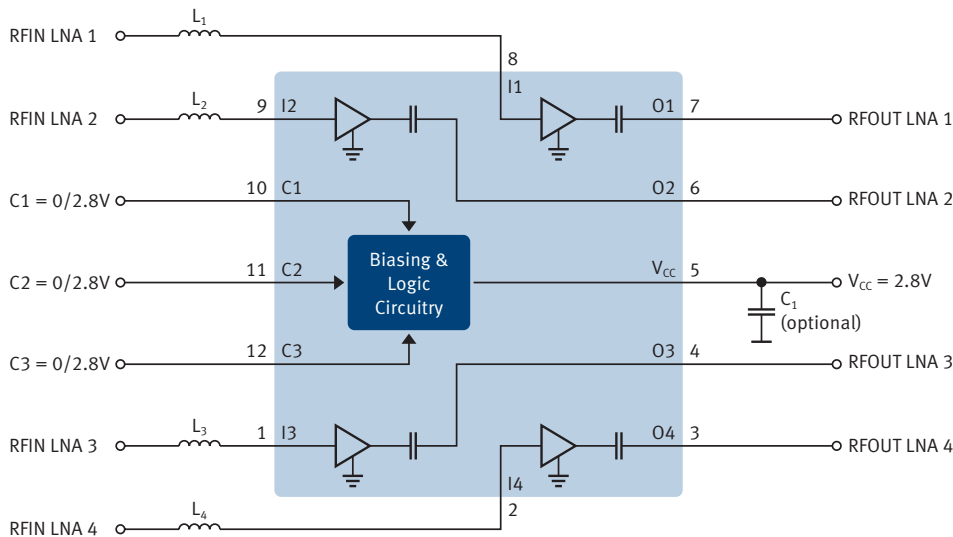 L₁
RFIN LNA 1
8
I1
L₂
RFIN LNA 2
9 I2
O1 7
RFOUT LNA 1
C1 = 0/2.8V
10 C1
O2 6
RFOUT LNA 2
Biasing &
Logic
Circuitry
C2 = 0/2.8V
11 C2
VCC 5
VCC = 2.8V
C₁
(optional)
C3 = 0/2.8V
12 C3
O3 4
RFOUT LNA 3
L₃
RFIN LNA 3
1 I3
O4 3
RFOUT LNA 4
I4
2
L₄
RFIN LNA 4